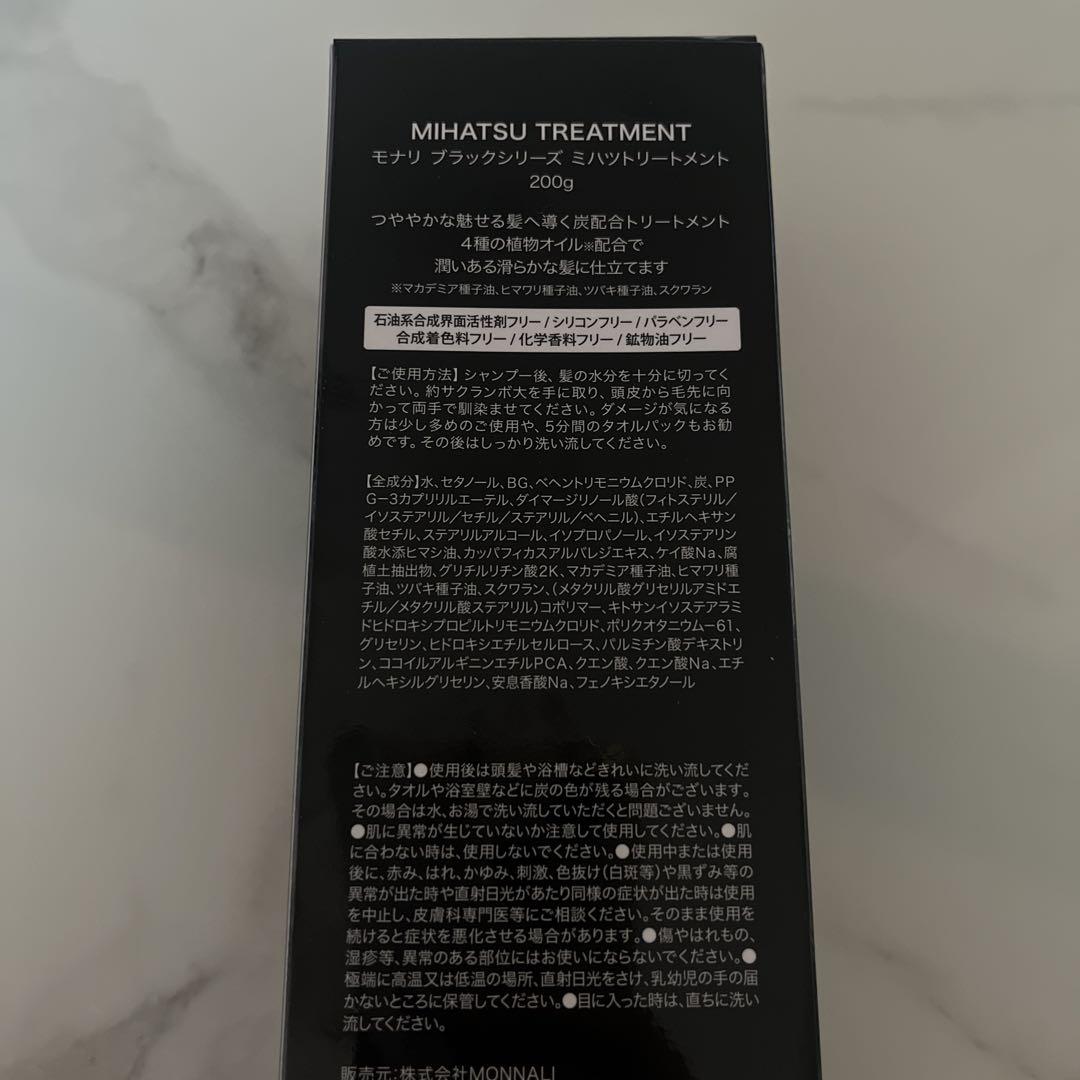 MIHATSU TREATMENT
モナリ ブラックシリーズ ミハツトリートメント
200g
つややかな魅せる髪へ導く炭配合トリートメント
4種の植物オイル※配合で
潤いある滑らかな髪に仕立てます
※マカデミア種子油、ヒマワリ種子油、ツバキ種子油、スクワラン
石油系合成界面活性剤フリー / シリコンフリー / パラベンフリー
合成着色料フリー / 化学香料フリー / 鉱物油フリー
【ご使用方法】シャンプー後、髪の水分を十分に切ってく
ださい。約サクランボ大を手に取り、頭皮から毛先に向
かって両手で馴染ませてください。ダメージが気になる
方は少し多めのご使用や、5分間のタオルパックもお勧
めです。その後はしっかり洗い流してください。
【全成分】水、セタノール、BG、ベヘントリモニウムクロリド、炭、PP
G−3カプリリルエーテル、ダイマージリノール酸(フィトステリル／
イソステアリル／セチル／ステアリル／ベヘニル)、エチルヘキサン
酸セチル、ステアリルアルコール、イソプロパノール、イソステアリン
酸水添ヒマシ油、カッパフィカスアルバレジエキス、ケイ酸Na、腐
植土抽出物、グリチルリチン酸2K、マカデミア種子油、ヒマワリ種
子油、ツバキ種子油、スクワラン、(メタクリル酸グリセリルアミドエ
チル／メタクリル酸ステアリル)コポリマー、キトサンイソステアラミ
ドヒドロキシプロピルトリモニウムクロリド、ポリクオタニウム−61、
グリセリン、ヒドロキシエチルセルロース、パルミチン酸デキストリ
ン、ココイルアルギニンエチルPCA、クエン酸、クエン酸Na、エチ
ルヘキシルグリセリン、安息香酸Na、フェノキシエタノール
【ご注意】●使用後は頭髪や浴槽などきれいに洗い流してくだ
さい。タオルや浴室壁などに炭の色が残る場合がございます。
その場合は水、お湯で洗い流していただくと問題ございません。
●肌に異常が生じていないか注意して使用してください。●肌
に合わない時は、使用しないでください。●使用中または使用
後に、赤み、はれ、かゆみ、刺激、色抜け(白斑等)や黒ずみ等の
異常が出た時や直射日光があたり同様の症状が出た時は使用
を中止し、皮膚科専門医等にご相談ください。そのまま使用を
続けると症状を悪化させる場合があります。●傷やはれもの、
湿疹等、異常のある部位にはお使いにならないでください。●
極端に高温又は低温の場所、直射日光をさけ、乳幼児の手の届
かないところに保管してください。●目に入った時は、直ちに洗い
流してください。
販売元:株式会社MONNALI